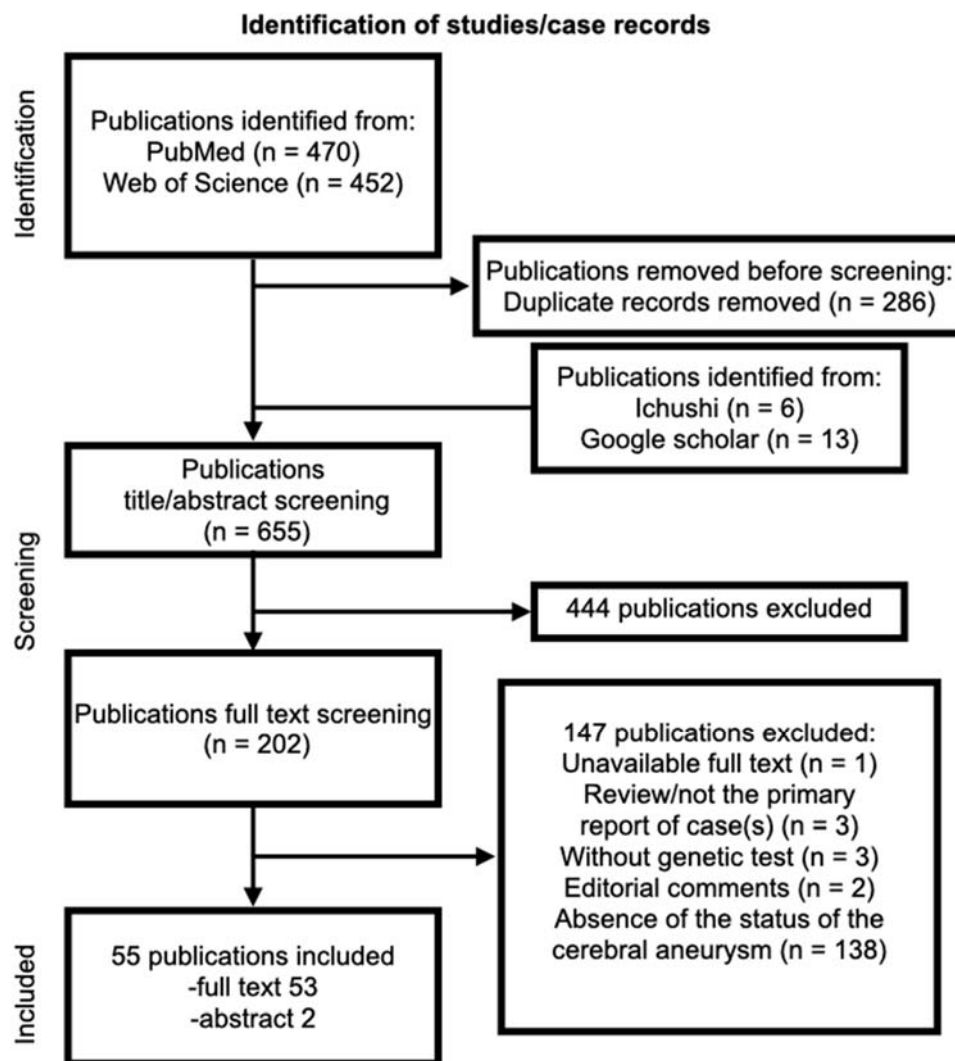 Identification of studies/case records
Identification
Publications identified from:
PubMed (n = 470)
Web of Science (n = 452)
Publications removed before screening:
Duplicate records removed (n = 286)
Publications identified from:
Ichushi (n = 6)
Google scholar (n = 13)
Screening
Publications
title/abstract screening
(n = 655)
444 publications excluded
Publications full text screening
(n = 202)
147 publications excluded:
Unavailable full text (n = 1)
Review/not the primary
report of case(s) (n = 3)
Without genetic test (n = 3)
Editorial comments (n = 2)
Absence of the status of the
cerebral aneurysm (n = 138)
Included
55 publications included
-full text 53
-abstract 2